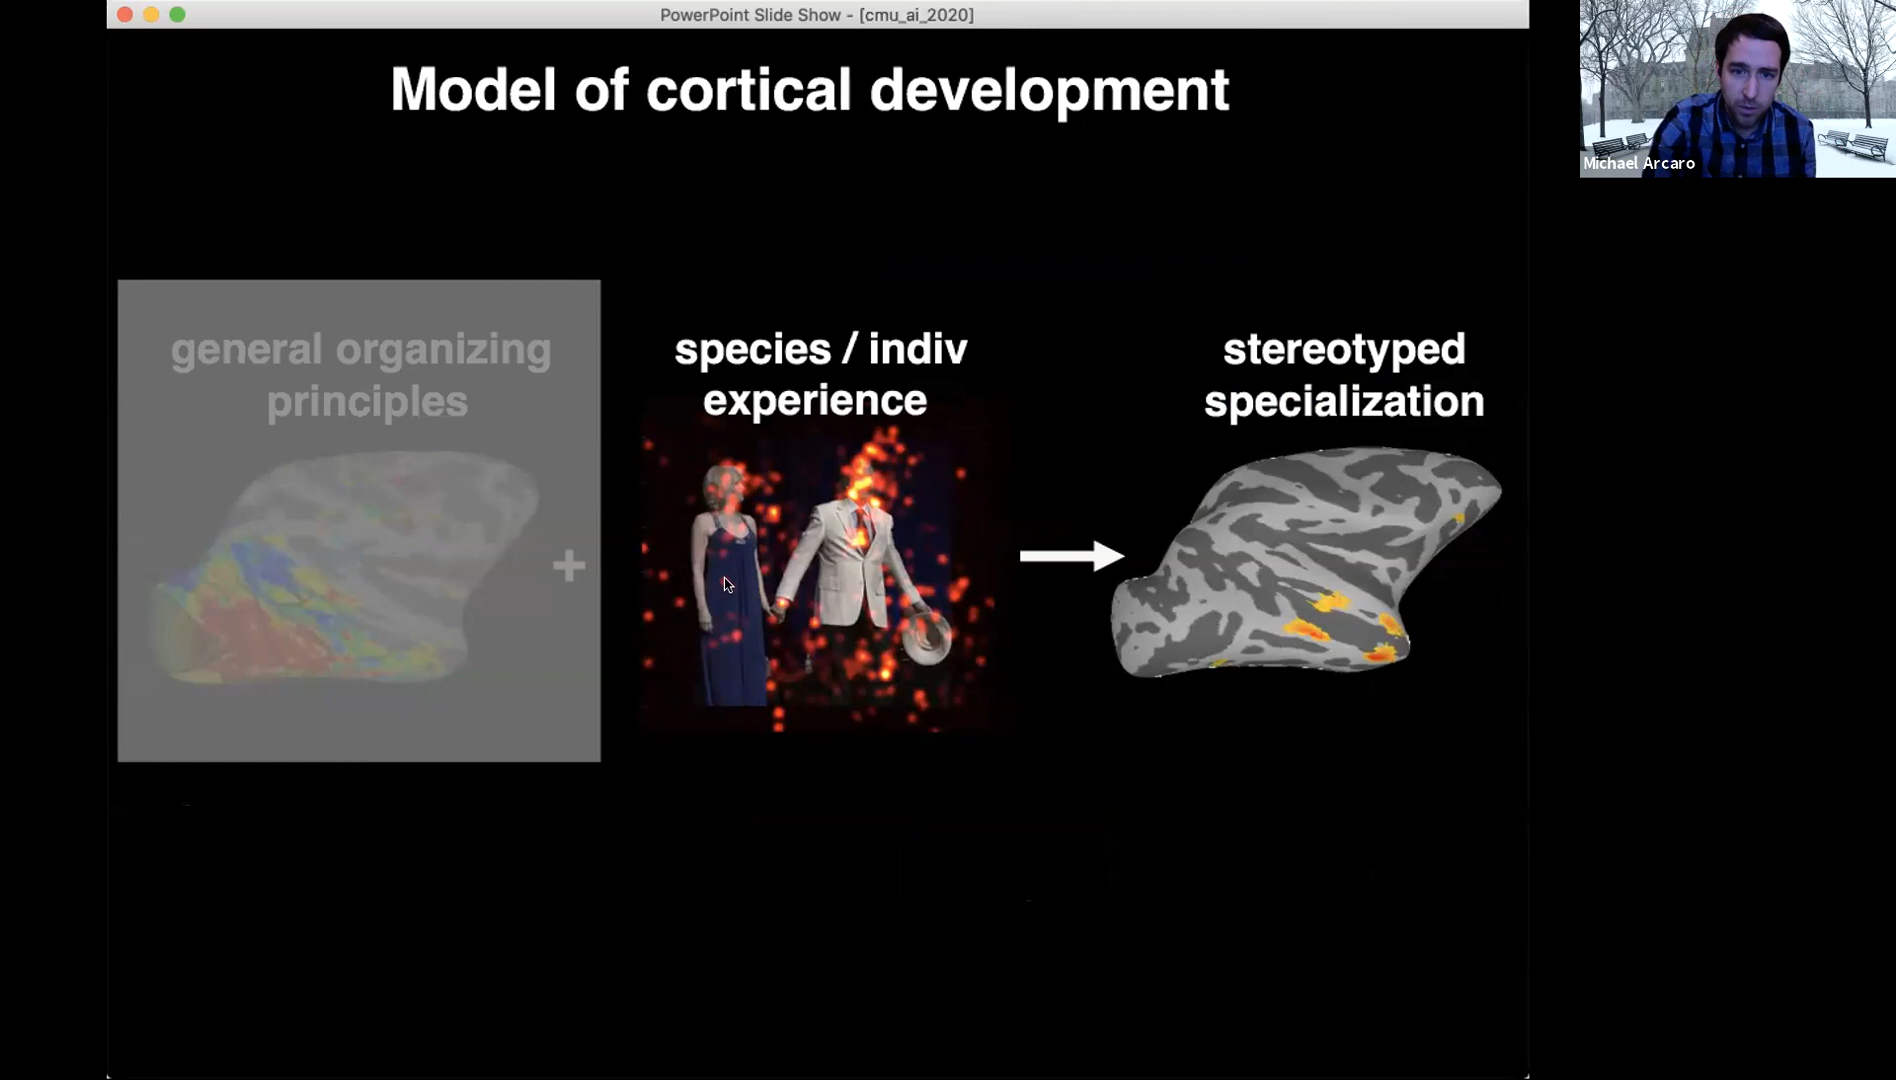 PowerPoint Slide Show - [cmu_ai_2020]
Model of cortical development
general organizing
principles
+
species / indiv
experience
stereotyped
specialization
Michael Arcaro